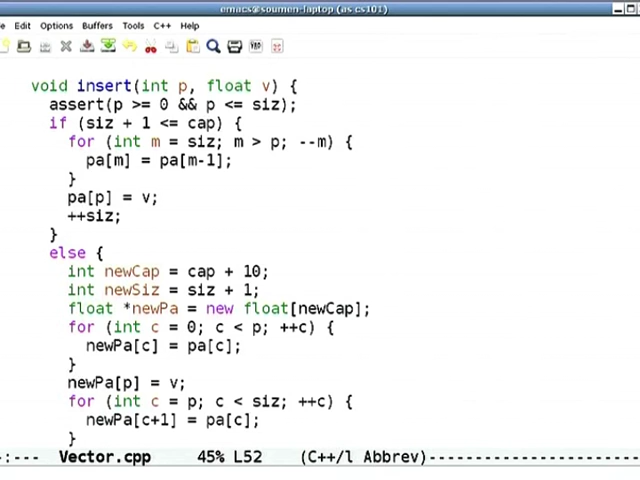 emacs@soumen-laptop (as cs101)
Edit Options Buffers Tools C++ Help
void insert(int p, float v) {
assert(p >= 0 && p <= siz);
if (siz + 1 <= cap) {
for (int m = siz; m > p; --m) {
pa[m] = pa[m-1];
}
pa[p] = v;
++siz;
}
else {
int newCap = cap + 10;
int newSiz = siz + 1;
float *newPa = new float[newCap];
for (int c = 0; c < p; ++c) {
newPa[c] = pa[c];
}
newPa[p] = v;
for (int c = p; c < siz; ++c) {
newPa[c+1] = pa[c];
}
-:--- Vector.cpp 45% L52 (C++/l Abbrev)------------------------